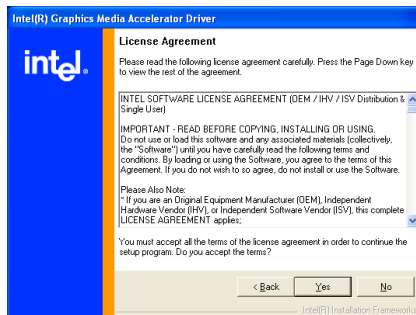 Intel(R) Graphics Media Accelerator Driver
intel.
License Agreement
Please read the following license agreement carefully. Press the Page Down key
to view the rest of the agreement.
INTEL SOFTWARE LICENSE AGREEMENT (OEM / IHV / ISV Distribution &
Single User)
IMPORTANT - READ BEFORE COPYING, INSTALLING OR USING.
Do not use or load this software and any associated materials (collectively,
the "Software") until you have carefully read the following terms and
conditions. By loading or using the Software, you agree to the terms of this
Agreement. If you do not wish to so agree, do not install or use the Software.
Please Also Note:
* If you are an Original Equipment Manufacturer (OEM), Independent
Hardware Vendor (IHV), or Independent Software Vendor (ISV), this complete
LICENSE AGREEMENT applies;
You must accept all the terms of the license agreement in order to continue the
setup program. Do you accept the terms?
< Back Yes No
Intel(R) Installation Framework